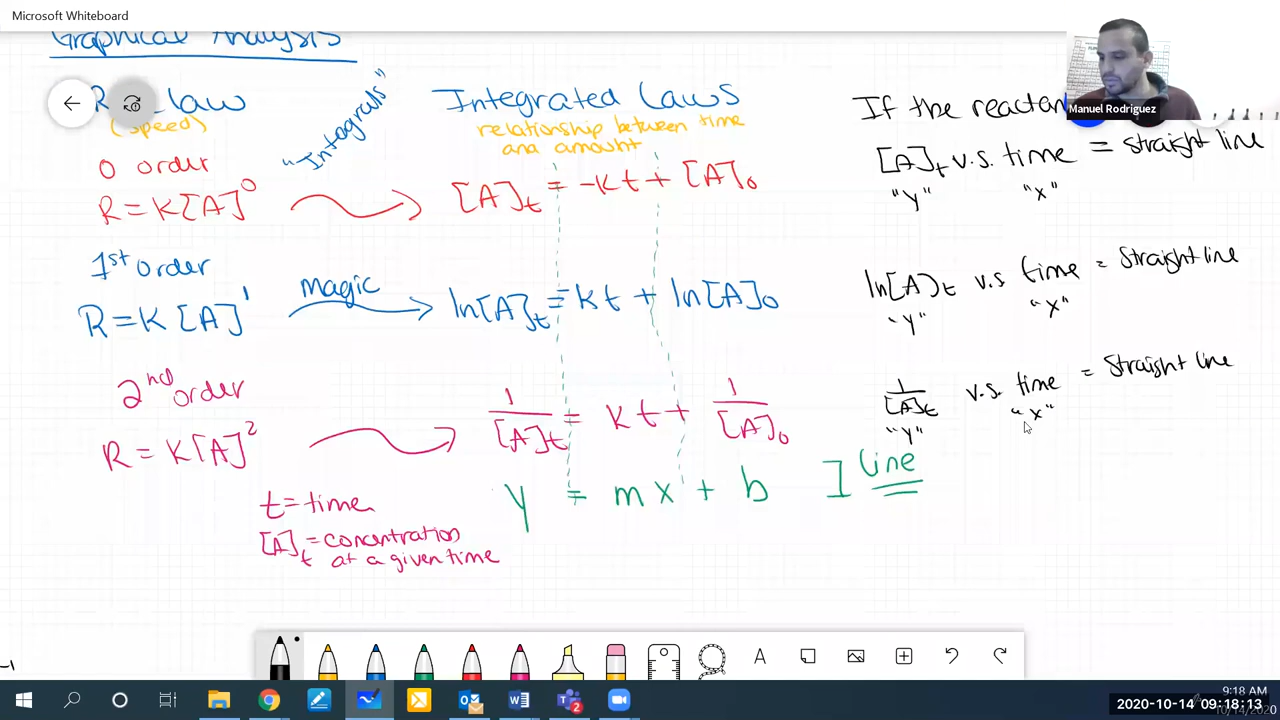 Microsoft Whiteboard
Graphical Analysis
R law
(speed)
"Integrals"
Integrated Laws
relationship between time
and amount
0 order
R = K[A]^0
[A]t = -kt + [A]0
1st order
R = K[A]^1
magic
ln[A]t = kt + ln[A]0
2nd order
R = K[A]^2
1/[A]t = kt + 1/[A]0
y = mx + b
] line
t = time
[A]t = concentration
at a given time
If the reactan
Manuel Rodriguez
[A]t v.s. time = straight line
"Y" "X"
ln[A]t v.s time = Straight line
"Y" "X"
1/[A]t v.s. time = Straight line
"Y" "X"
-1
A
W
2
9:18 AM
2020-10-14 09:18:13